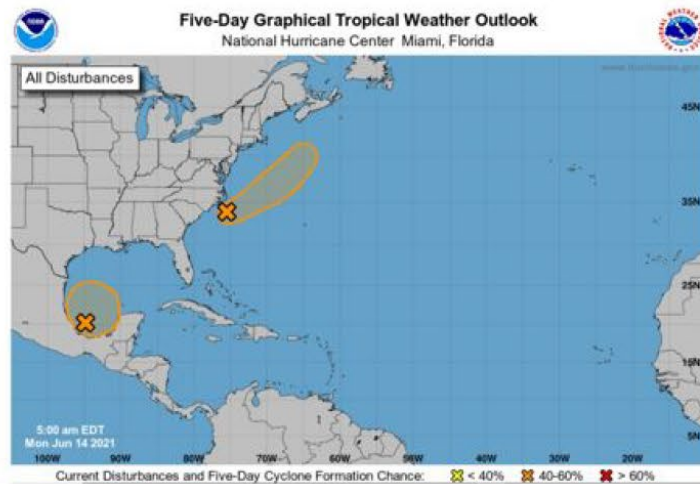 Five-Day Graphical Tropical Weather Outlook
National Hurricane Center Miami, Florida
All Disturbances
45N
35N
25N
15N
5N
5:00 am EDT
Mon Jun 14 2021
100W 90W 80W 70W 60W 50W 40W 30W 20W
Current Disturbances and Five-Day Cyclone Formation Chance: < 40% 40-60% > 60%